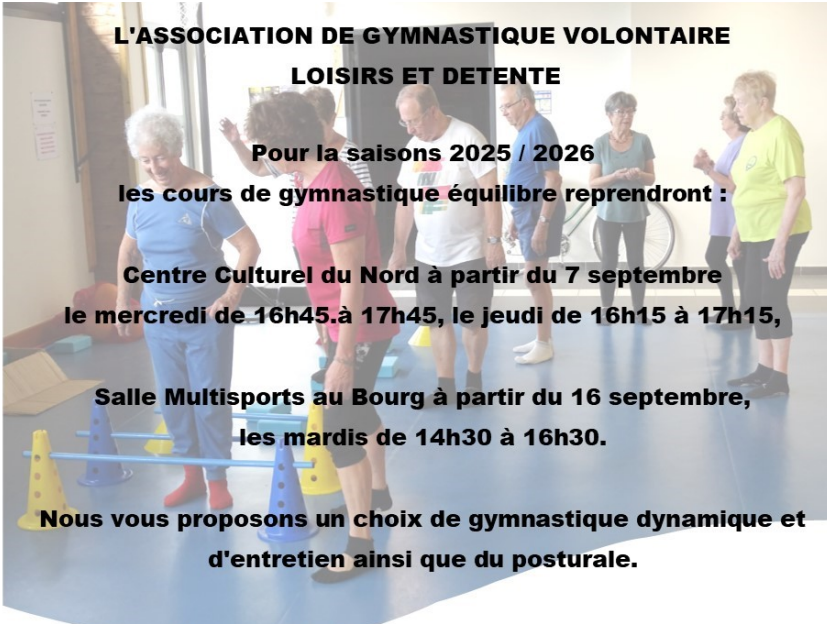 L'ASSOCIATION DE GYMNASTIQUE VOLONTAIRE
LOISIRS ET DETENTE
Pour la saisons 2025 / 2026
les cours de gymnastique équilibre reprendront :
Centre Culturel du Nord à partir du 7 septembre
le mercredi de 16h45.à 17h45, le jeudi de 16h15 à 17h15,
Salle Multisports au Bourg à partir du 16 septembre,
les mardis de 14h30 à 16h30.
Nous vous proposons un choix de gymnastique dynamique et
d'entretien ainsi que du posturale.